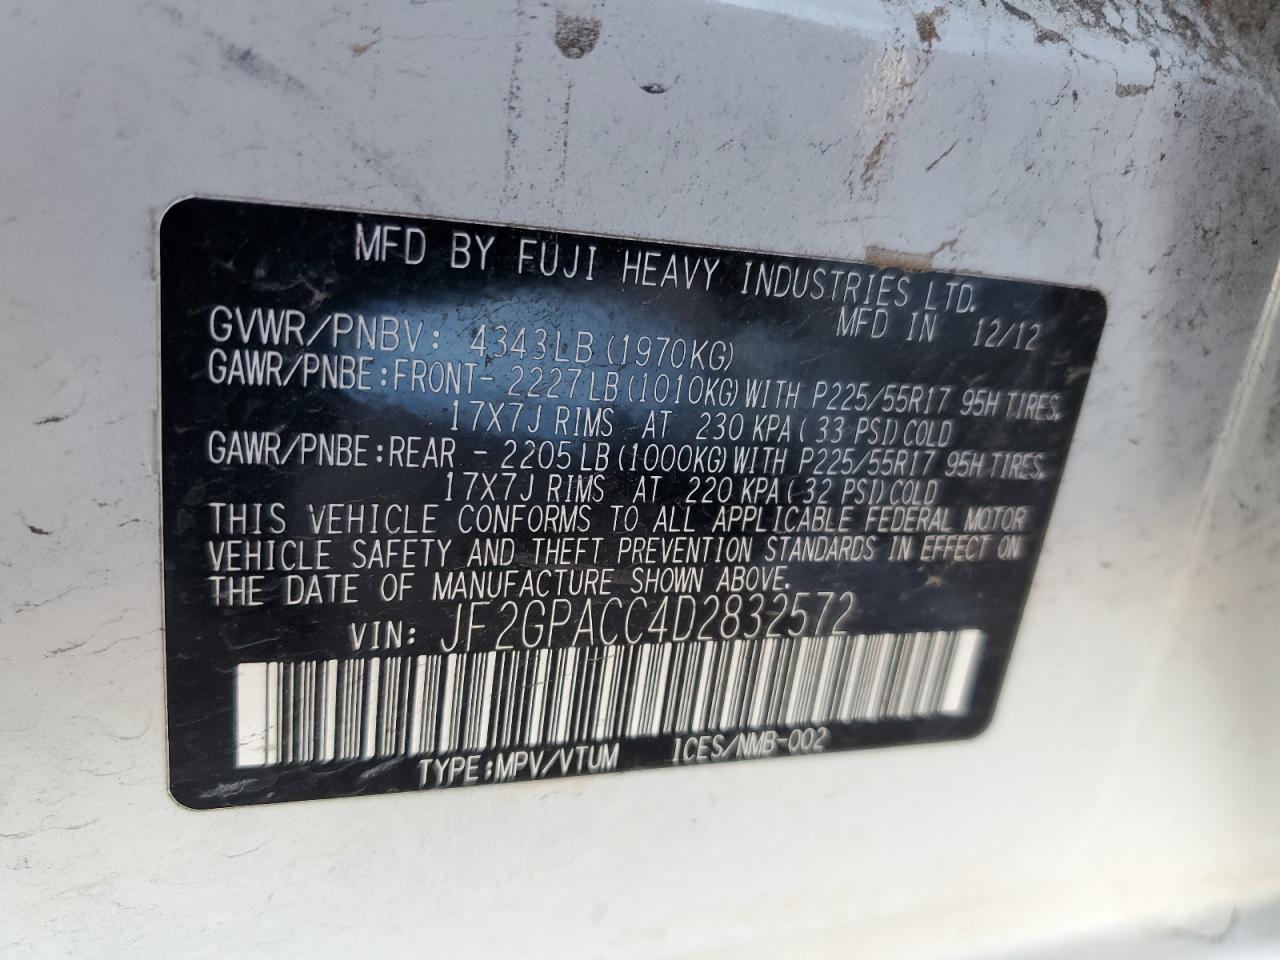 MFD BY FUJI HEAVY INDUSTRIES LTD.
MFD IN 12/12
GVWR/PNBV: 4343LB (1970KG)
GAWR/PNBE:FRONT- 2227LB(1010KG)WITH P225/55R17 95H TIRES,
17X7J RIMS AT 230 KPA( 33 PSI)COLD
GAWR/PNBE:REAR - 2205LB(1000KG)WITH P225/55R17 95H TIRES,
17X7J RIMS AT 220 KPA( 32 PSI)COLD
THIS VEHICLE CONFORMS TO ALL APPLICABLE FEDERAL MOTOR
VEHICLE SAFETY AND THEFT PREVENTION STANDARDS IN EFFECT ON
THE DATE OF MANUFACTURE SHOWN ABOVE.
VIN: JF2GPACC4D2832572
TYPE:MPV/VTUM ICES/NMB-002